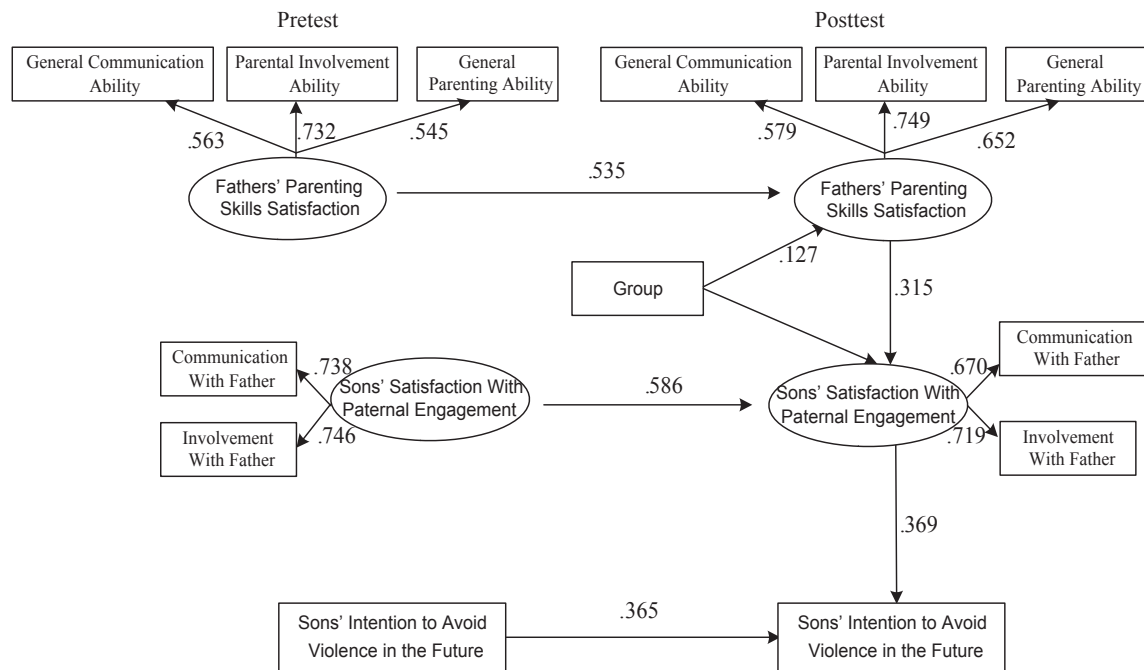 Pretest
Posttest
General Communication
Ability
Parental Involvement
Ability
General
Parenting Ability
General Communication
Ability
Parental Involvement
Ability
General
Parenting Ability
.563
.732
.545
.579
.749
.652
Fathers' Parenting
Skills Satisfaction
.535
Fathers' Parenting
Skills Satisfaction
Group
.127
.315
Communication
With Father
.738
Involvement
With Father
.746
Sons' Satisfaction With
Paternal Engagement
.586
Sons' Satisfaction With
Paternal Engagement
.670
Communication
With Father
.719
Involvement
With Father
.369
Sons' Intention to Avoid
Violence in the Future
.365
Sons' Intention to Avoid
Violence in the Future